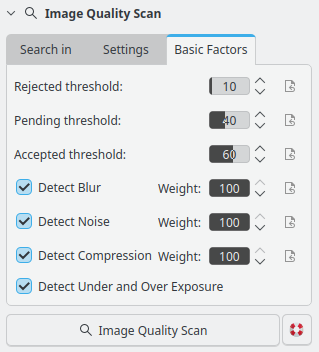 Image Quality Scan
Search in Settings Basic Factors
Rejected threshold: 10
Pending threshold: 40
Accepted threshold: 60
Detect Blur Weight: 100
Detect Noise Weight: 100
Detect Compression Weight: 100
Detect Under and Over Exposure
Image Quality Scan